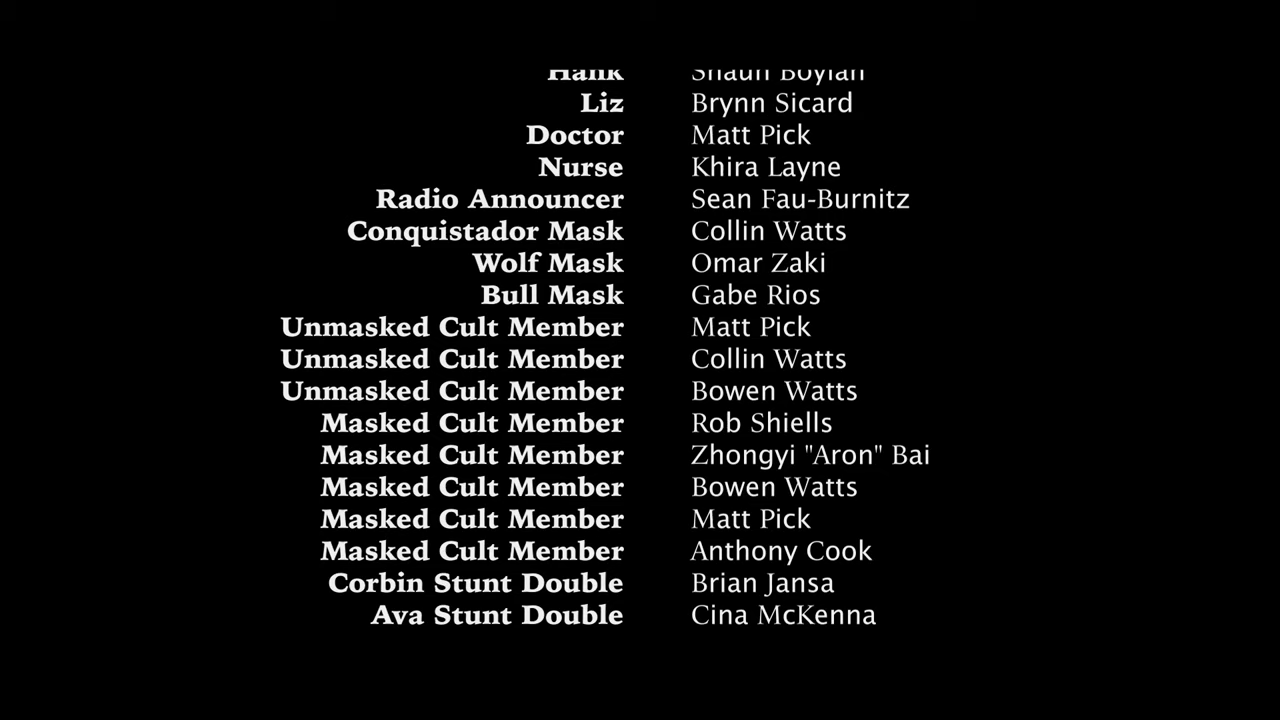 Hank Shaun Boylan
Liz Brynn Sicard
Doctor Matt Pick
Nurse Khira Layne
Radio Announcer Sean Fau-Burnitz
Conquistador Mask Collin Watts
Wolf Mask Omar Zaki
Bull Mask Gabe Rios
Unmasked Cult Member Matt Pick
Unmasked Cult Member Collin Watts
Unmasked Cult Member Bowen Watts
Masked Cult Member Rob Shiells
Masked Cult Member Zhongyi "Aron" Bai
Masked Cult Member Bowen Watts
Masked Cult Member Matt Pick
Masked Cult Member Anthony Cook
Corbin Stunt Double Brian Jansa
Ava Stunt Double Cina McKenna